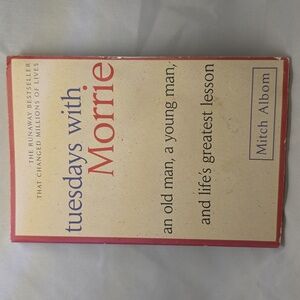 THE RUNAWAY BESTSELLER
THAT CHANGED MILLIONS OF LIVES
tuesdays with
Morrie
an old man, a young man,
and life's greatest lesson
Mitch Albom